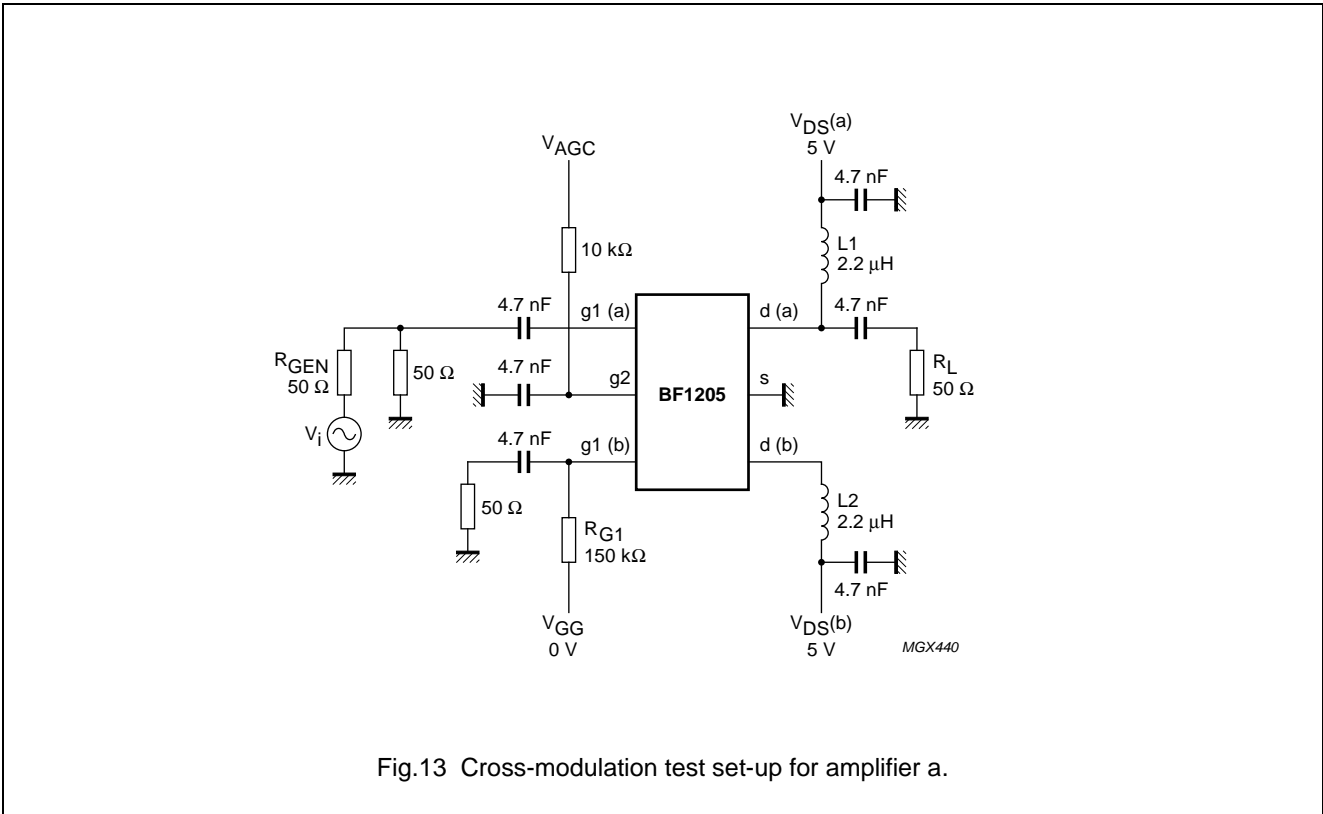 VDS(a)
5 V
VAGC
4.7 nF
10 kΩ
L1
2.2 μH
4.7 nF
g1 (a)
d (a)
4.7 nF
RGEN
50 Ω
50 Ω
4.7 nF
g2
BF1205
s
RL
50 Ω
Vi
4.7 nF
g1 (b)
d (b)
50 Ω
L2
2.2 μH
RG1
150 kΩ
4.7 nF
VGG
0 V
VDS(b)
5 V
MGX440
Fig.13 Cross-modulation test set-up for amplifier a.